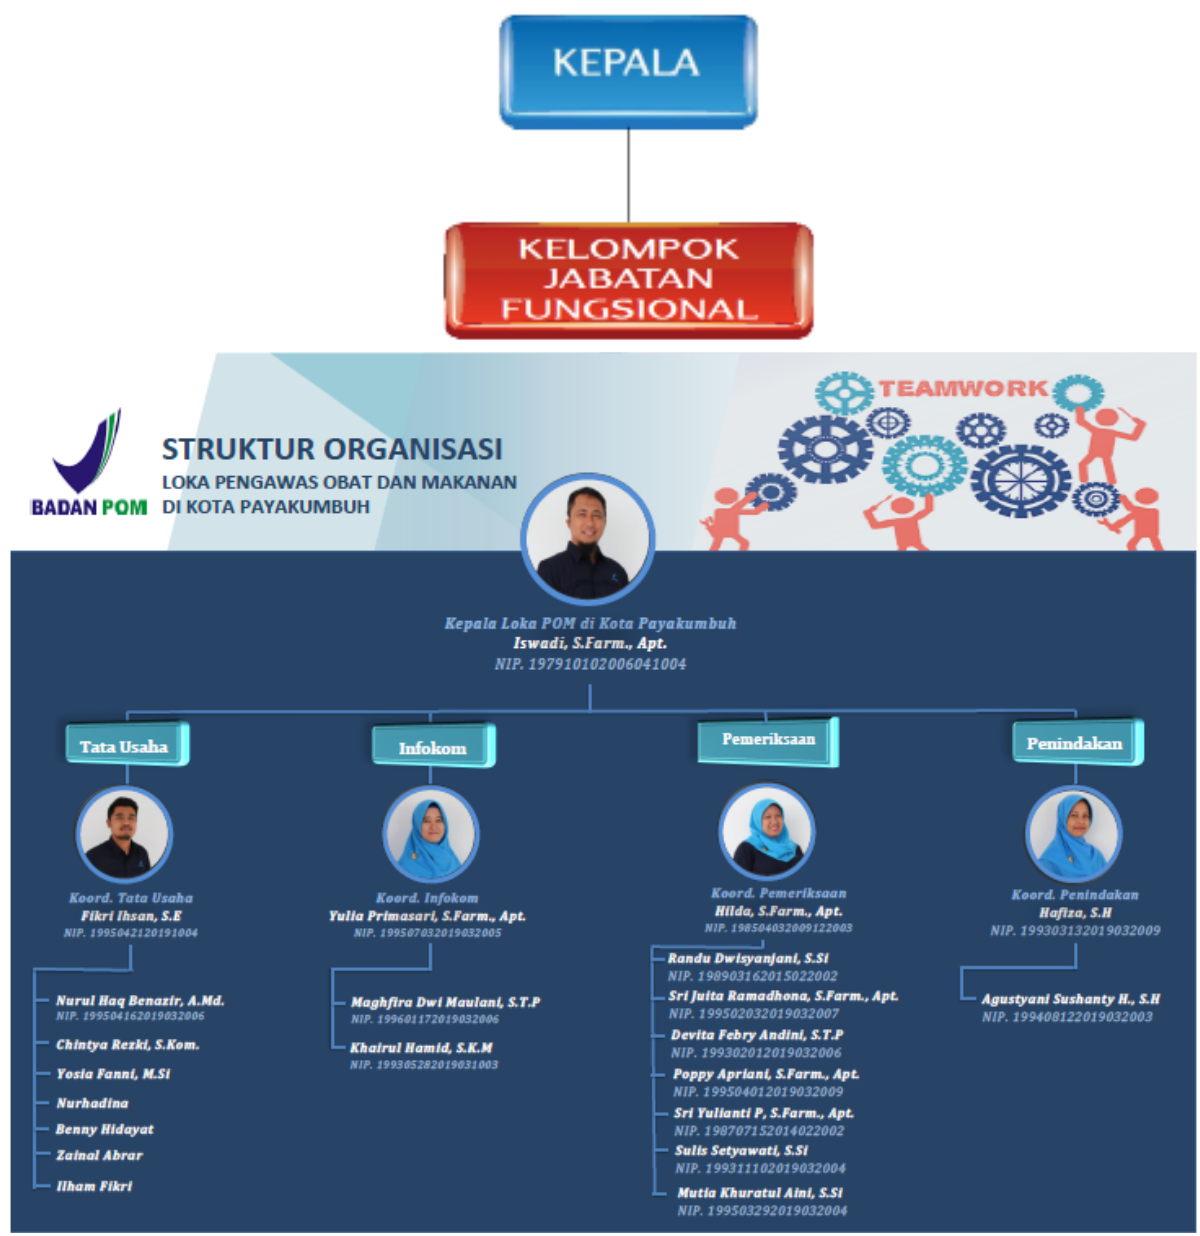 KEPALA
KELOMPOK
JABATAN
FUNGSIONAL
TEAMWORK
BADAN POM
STRUKTUR ORGANISASI
LOKA PENGAWAS OBAT DAN MAKANAN
DI KOTA PAYAKUMBUH
Kepala Loka POM di Kota Payakumbuh
Iswadi, S.Farm., Apt.
NIP. 197910102006041004
Tata Usaha
Koord. Tata Usaha
Fikri Ihsan, S.E
NIP. 1995042120191004
Nurul Haq Benazir, A.Md.
NIP. 199504162019032006
Chintya Rezki, S.Kom.
Yosia Fanni, M.Si
Nurhadina
Benny Hidayat
Zainal Abrar
Ilham Fikri
Infokom
Koord. Infokom
Yulia Primasari, S.Farm., Apt.
NIP. 199507032019032005
Maghfira Dwi Maulani, S.T.P
NIP. 199601172019032006
Khairul Hamid, S.K.M
NIP. 199305282019031003
Pemeriksaan
Koord. Pemeriksaan
Hilda, S.Farm., Apt.
NIP. 198504032009122003
Randu Dwisyanjani, S.Si
NIP. 198903162015022002
Sri Juita Ramadhona, S.Farm., Apt.
NIP. 199502032019032007
Devita Febry Andini, S.T.P
NIP. 199302012019032006
Poppy Apriani, S.Farm., Apt.
NIP. 199504012019032009
Sri Yulianti P, S.Farm., Apt.
NIP. 198707152014022002
Sulis Setyawati, S.Si
NIP. 199311102019032004
Mutia Khuratul Aini, S.Si
NIP. 199503292019032004
Penindakan
Koord. Penindakan
Hafiza, S.H
NIP. 199303132019032009
Agustyani Sushanty H., S.H
NIP. 199408122019032003